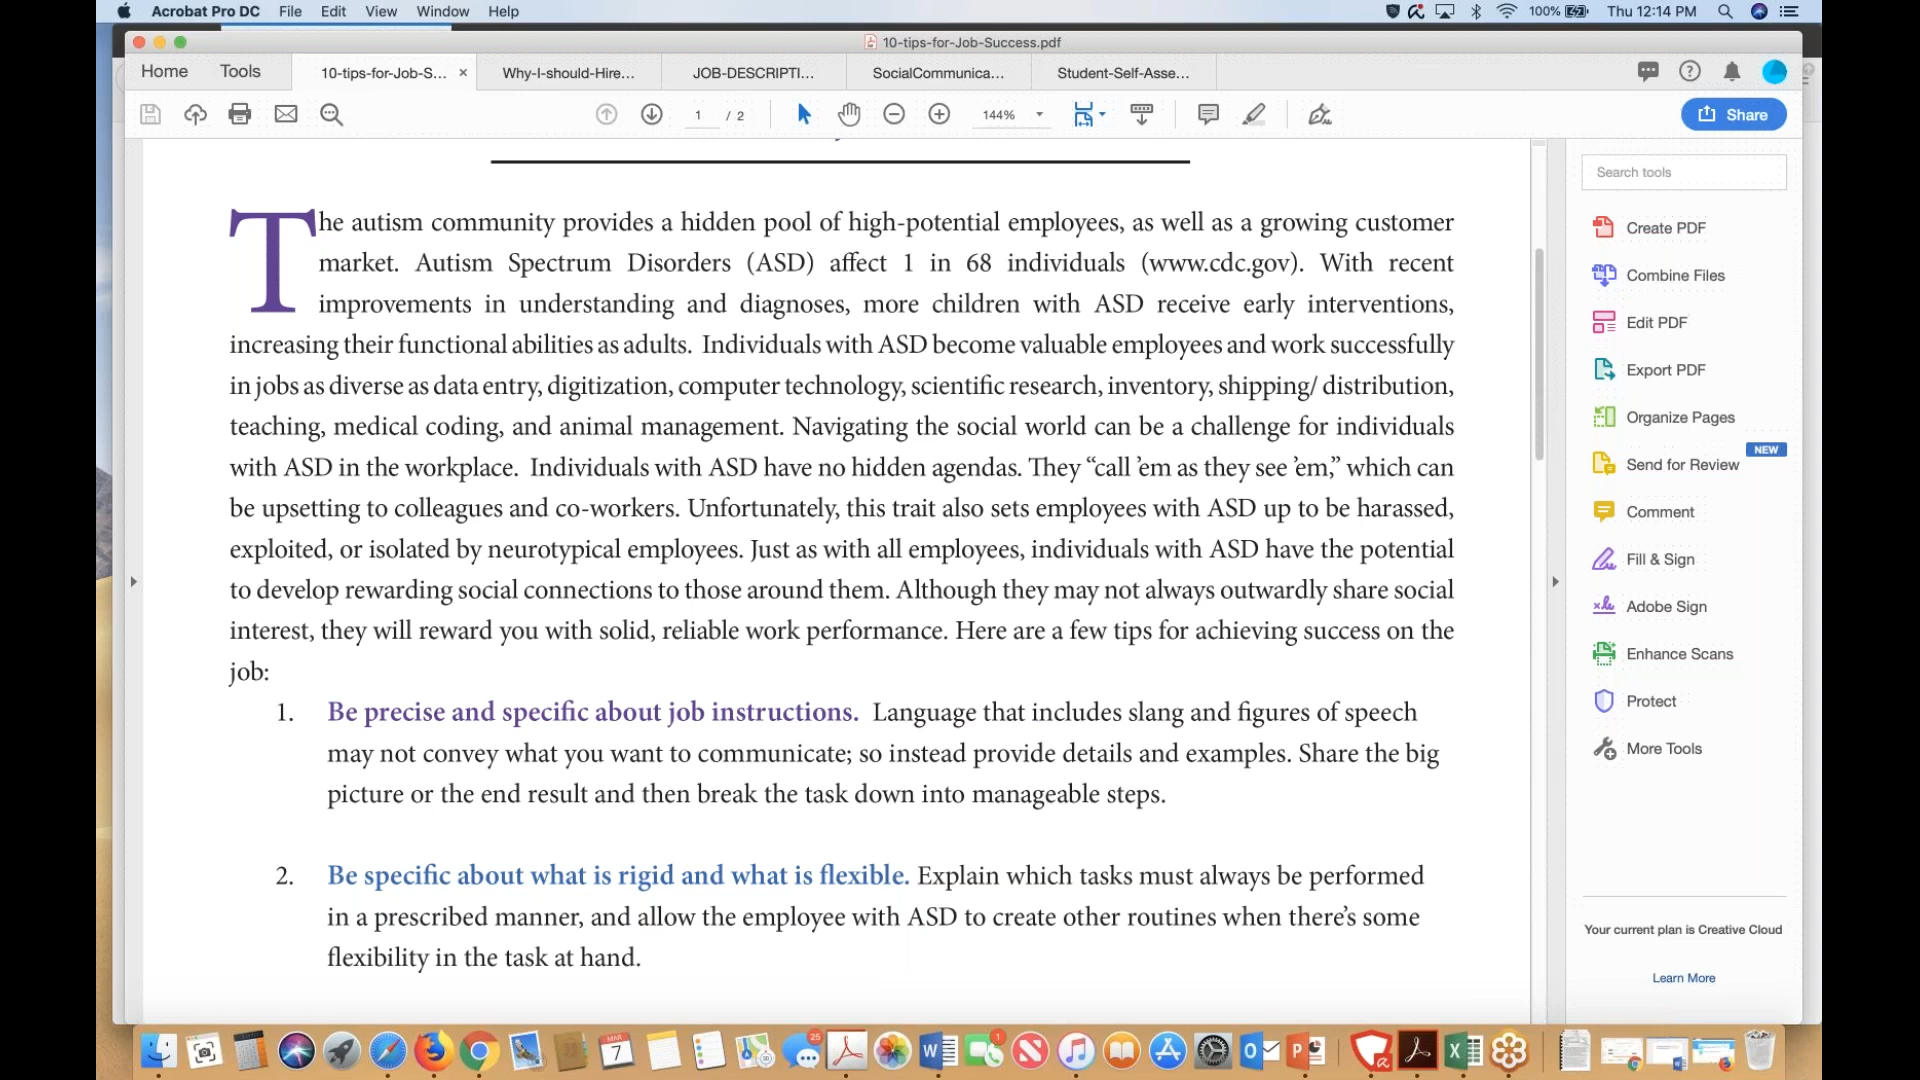 Acrobat Pro DC File Edit View Window Help 100% Thu 12:14 PM
10-tips-for-Job-Success.pdf
Home Tools 10-tips-for-Job-S... × Why-I-should-Hire... JOB-DESCRIPTI... SocialCommunica... Student-Self-Asse...
1 / 2 144% Share
The autism community provides a hidden pool of high-potential employees, as well as a growing customer
market. Autism Spectrum Disorders (ASD) affect 1 in 68 individuals (www.cdc.gov). With recent
improvements in understanding and diagnoses, more children with ASD receive early interventions,
increasing their functional abilities as adults. Individuals with ASD become valuable employees and work successfully
in jobs as diverse as data entry, digitization, computer technology, scientific research, inventory, shipping/ distribution,
teaching, medical coding, and animal management. Navigating the social world can be a challenge for individuals
with ASD in the workplace. Individuals with ASD have no hidden agendas. They “call ’em as they see ’em,” which can
be upsetting to colleagues and co-workers. Unfortunately, this trait also sets employees with ASD up to be harassed,
exploited, or isolated by neurotypical employees. Just as with all employees, individuals with ASD have the potential
to develop rewarding social connections to those around them. Although they may not always outwardly share social
interest, they will reward you with solid, reliable work performance. Here are a few tips for achieving success on the
job:
1. Be precise and specific about job instructions. Language that includes slang and figures of speech
may not convey what you want to communicate; so instead provide details and examples. Share the big
picture or the end result and then break the task down into manageable steps.
2. Be specific about what is rigid and what is flexible. Explain which tasks must always be performed
in a prescribed manner, and allow the employee with ASD to create other routines when there’s some
flexibility in the task at hand.
Search tools
Create PDF
Combine Files
Edit PDF
Export PDF
Organize Pages
NEW
Send for Review
Comment
Fill & Sign
Adobe Sign
Enhance Scans
Protect
More Tools
Your current plan is Creative Cloud
Learn More
MAR
7
25
1